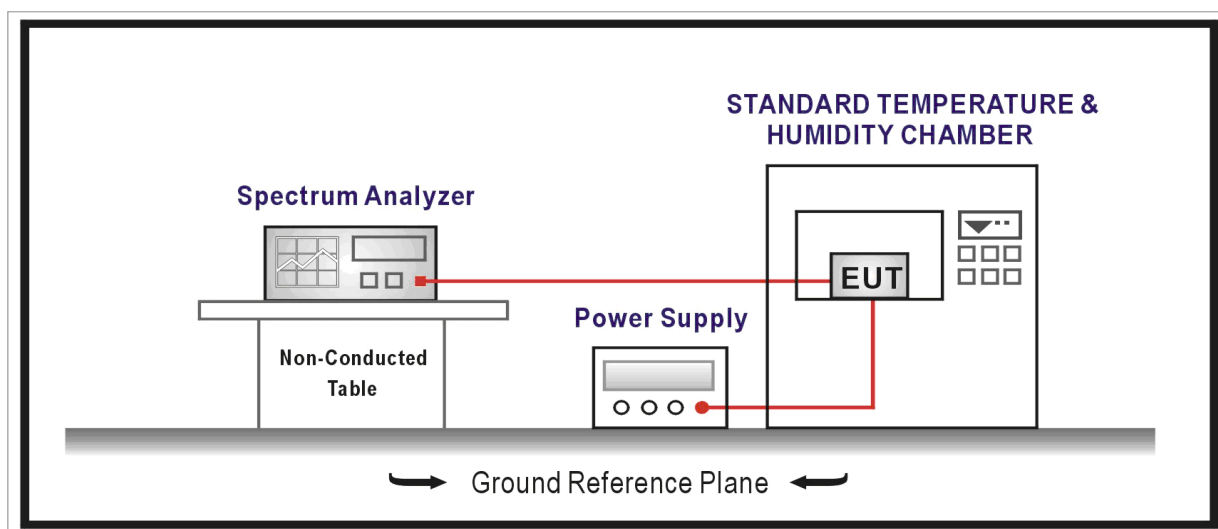 STANDARD TEMPERATURE &
HUMIDITY CHAMBER
Spectrum Analyzer
EUT
Power Supply
Non-Conducted
Table
Ground Reference Plane